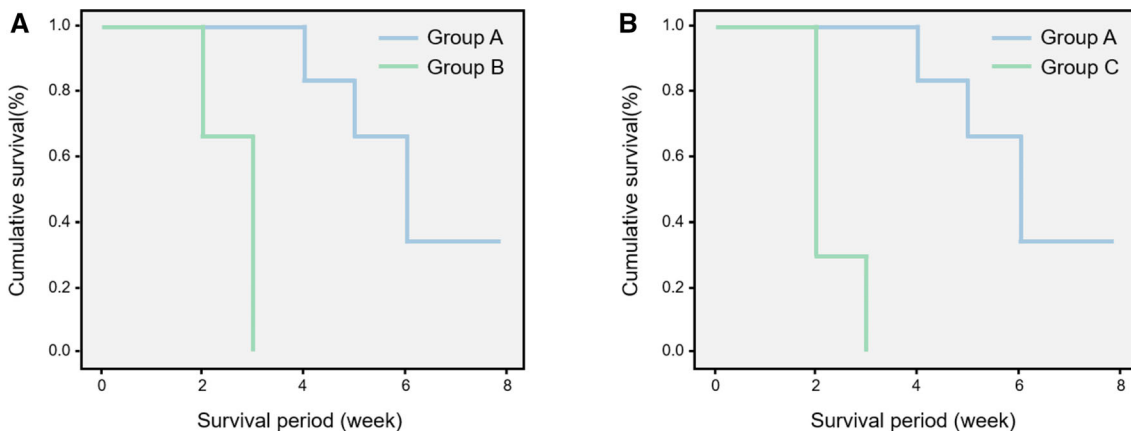 A
Cumulative survival(%)
1.0
0.8
0.6
0.4
0.2
0.0
Group A
Group B
0 2 4 6 8
Survival period (week)
B
Cumulative survival(%)
1.0
0.8
0.6
0.4
0.2
0.0
Group A
Group C
0 2 4 6 8
Survival period (week)